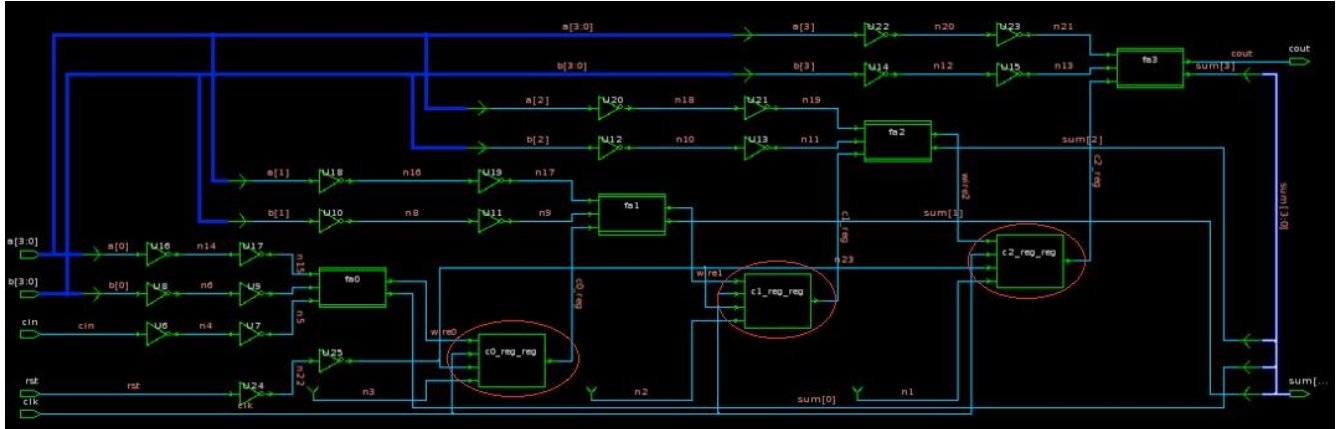 a[3:0] a[3] U22 n20 U23 n21
cout cout
fa3
b[3:0] b[3] U14 n12 U15 n13 sum[3]
a[2] U20 n18 U21 n19
fa2
b[2] U12 n10 U13 n11 sum[2]
c2_reg
a[1] U18 n16 U19 n17
wire2
fa1
b[1] U10 n8 U11 n9 sum[1]
c1_reg
sum[3:0]
a[3:0] a[0] U16 n14 U17
c2_reg_reg
n15
n23
fa0
wire1
b[3:0] b[0] U8 n6 U9
c1_reg_reg
c0_reg
n5
cin cin U6 n4 U7
wire0
c0_reg_reg
U25
n22
rst rst U24 n3 n2 n1 sum[...
clk clk sum[0]